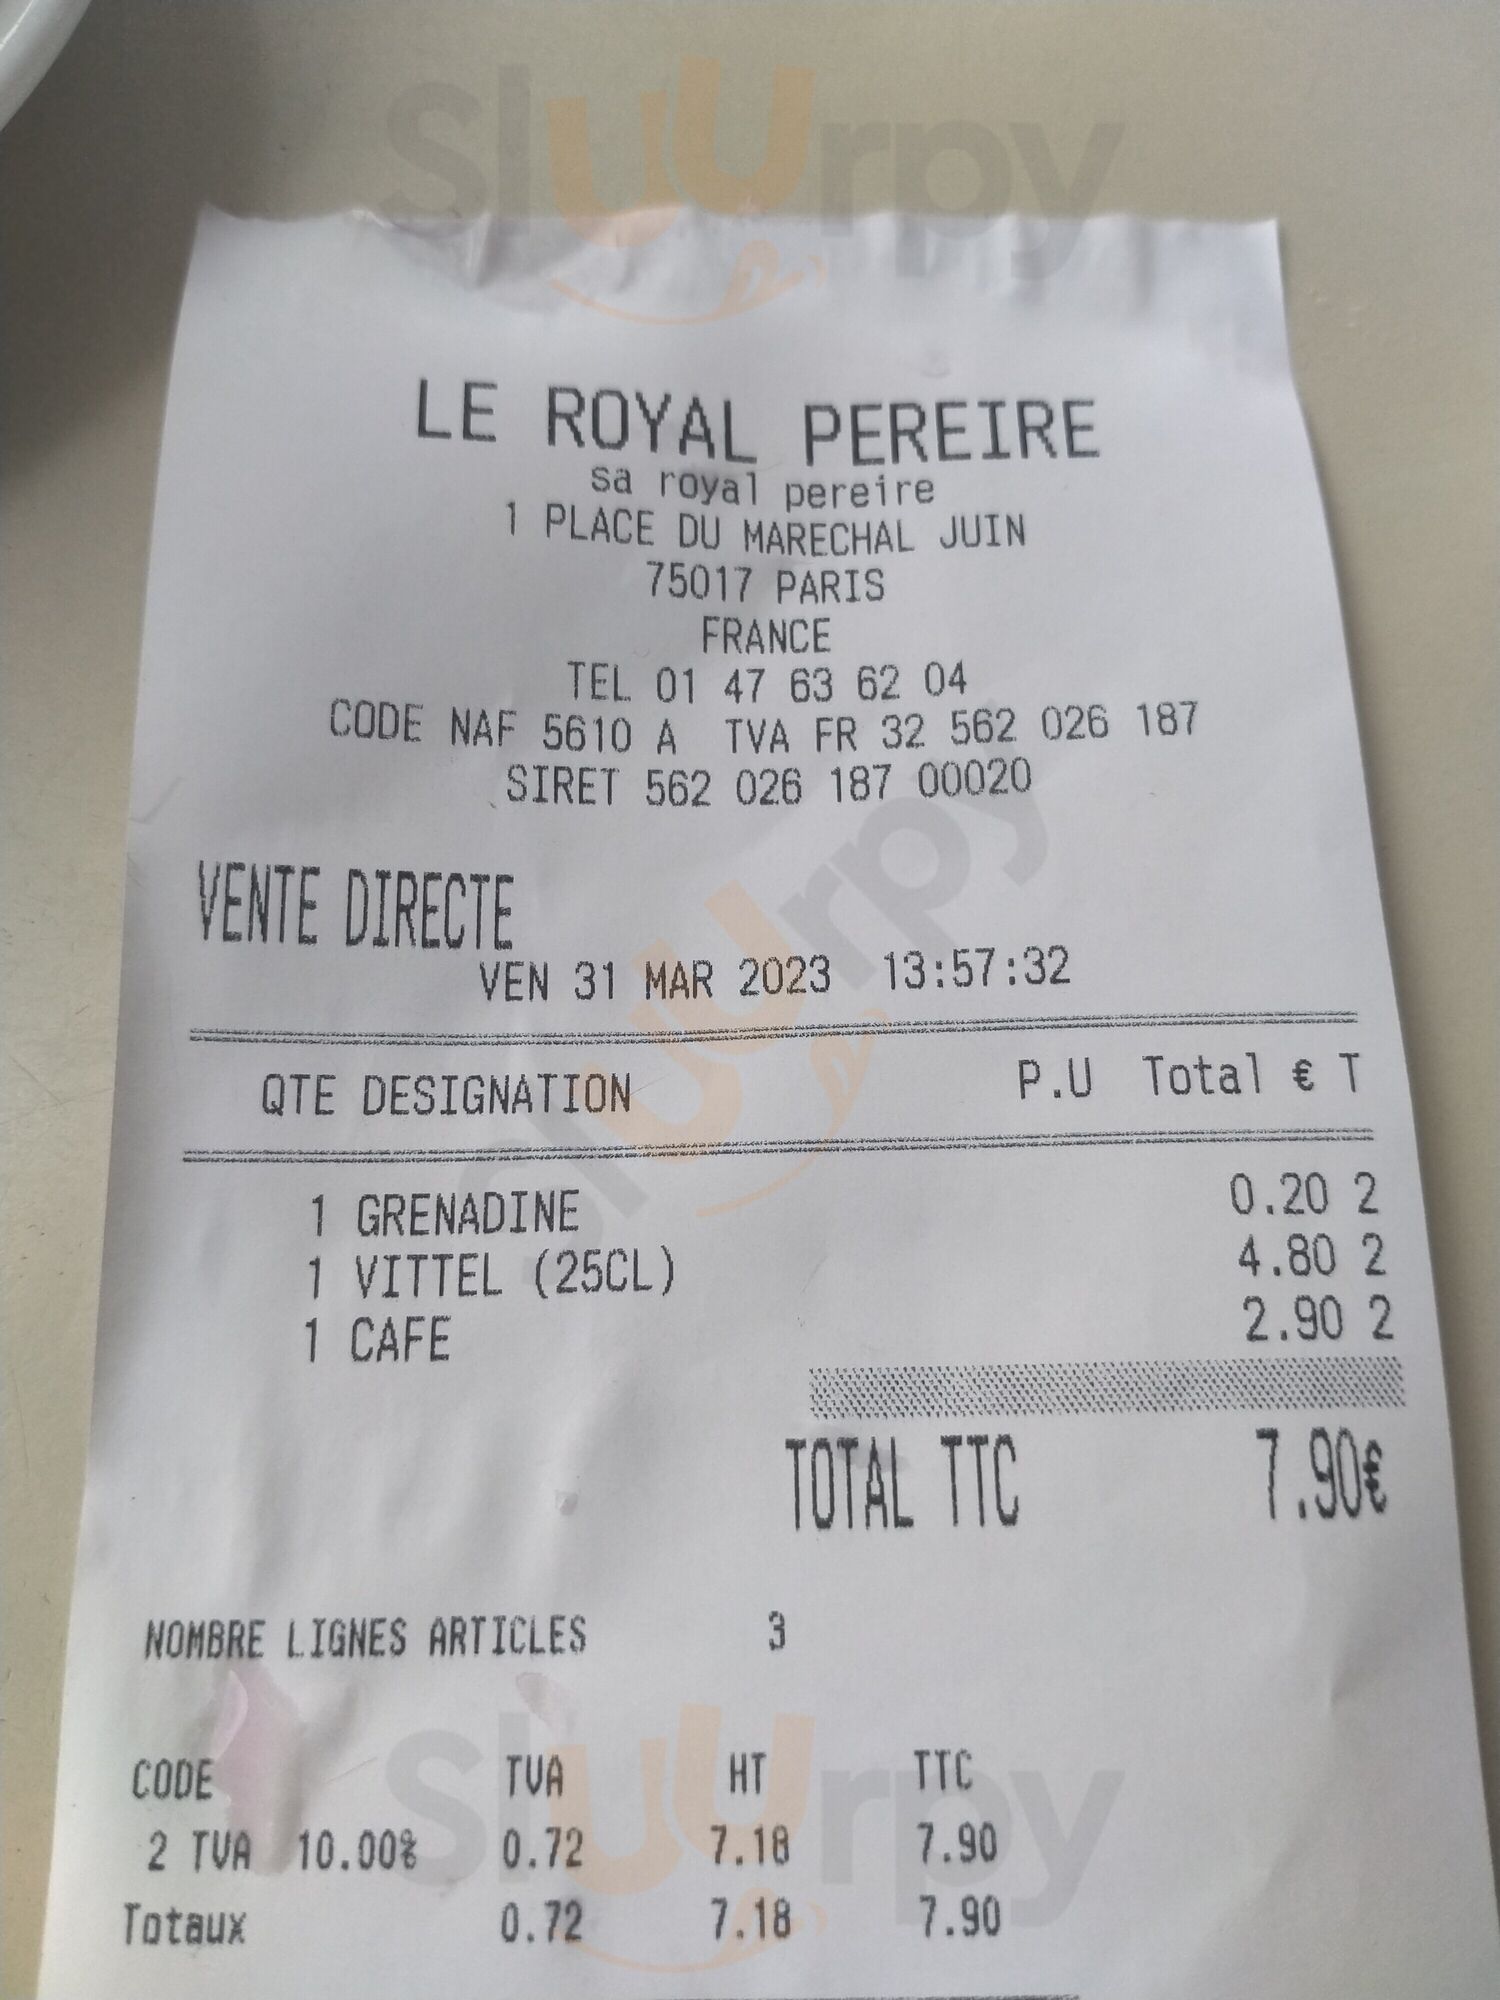 Sluurpy
LE ROYAL PEREIRE
sa royal pereire
1 PLACE DU MARECHAL JUIN
75017 PARIS
FRANCE
TEL 01 47 63 62 04
CODE NAF 5610 A TVA FR 32 562 026 187
SIRET 562 026 187 00020
VENTE DIRECTE
VEN 31 MAR 2023 13:57:32
Sluurpy
QTE DESIGNATION P.U Total € T
1 GRENADINE 0.20 2
1 VITTEL (25CL) 4.80 2
1 CAFE 2.90 2
TOTAL TTC 7.90€
NOMBRE LIGNES ARTICLES 3
Sluurpy
CODE TVA HT TTC
2 TVA 10.00% 0.72 7.18 7.90
Totaux 0.72 7.18 7.90